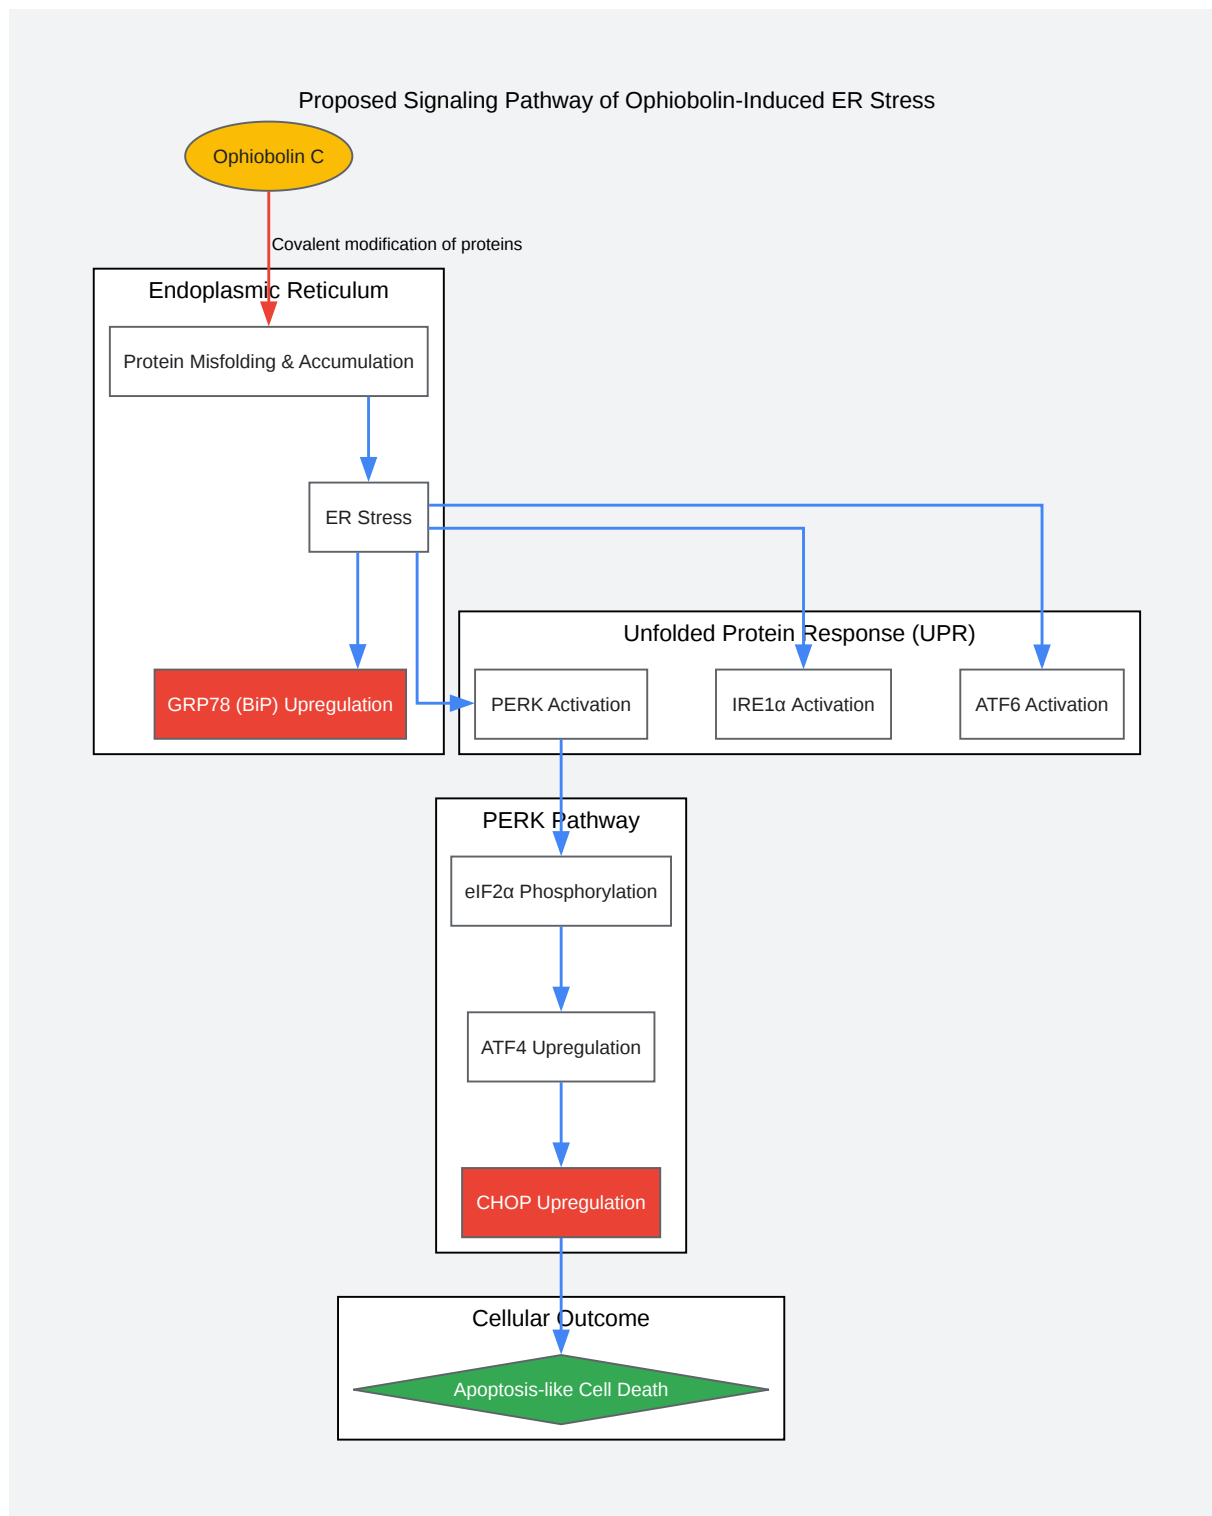 Proposed Signaling Pathway of Ophiobolin-Induced ER Stress
Ophiobolin C
Covalent modification of proteins
Endoplasmic Reticulum
Protein Misfolding & Accumulation
ER Stress
GRP78 (BiP) Upregulation
Unfolded Protein Response (UPR)
PERK Activation
IRE1α Activation
ATF6 Activation
PERK Pathway
eIF2α Phosphorylation
ATF4 Upregulation
CHOP Upregulation
Cellular Outcome
Apoptosis-like Cell Death